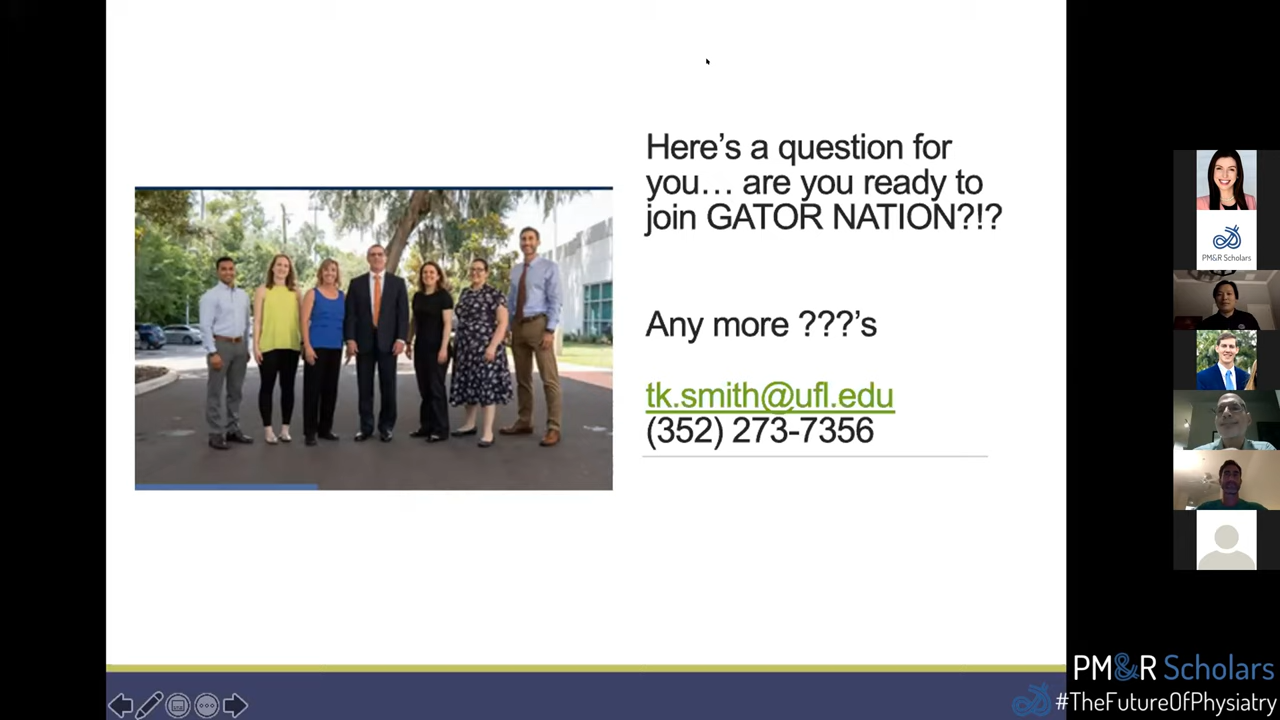 Here's a question for
you... are you ready to
join GATOR NATION?!?
Any more ???'s
tk.smith@ufl.edu
(352) 273-7356
PM&R Scholars
PM&R Scholars
#TheFutureOfPhysiatry